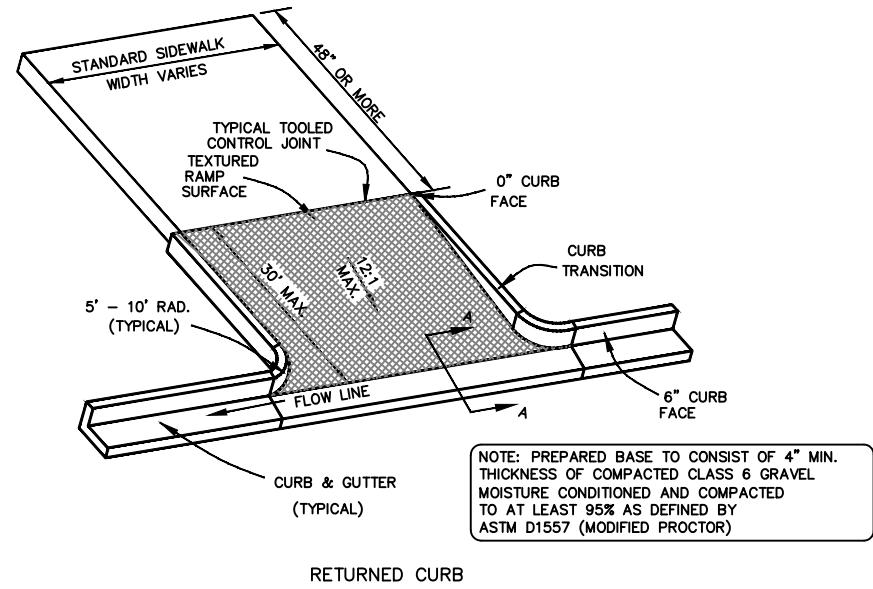 STANDARD SIDEWALK
WIDTH VARIES
48" OR MORE
TYPICAL TOOLED
CONTROL JOINT
TEXTURED
RAMP
SURFACE
0" CURB
FACE
CURB
TRANSITION
12:1
MAX.
30' MAX.
5' - 10' RAD.
(TYPICAL)
A
A
FLOW LINE
6" CURB
FACE
CURB & GUTTER
(TYPICAL)
NOTE: PREPARED BASE TO CONSIST OF 4" MIN.
THICKNESS OF COMPACTED CLASS 6 GRAVEL
MOISTURE CONDITIONED AND COMPACTED
TO AT LEAST 95% AS DEFINED BY
ASTM D1557 (MODIFIED PROCTOR)
RETURNED CURB